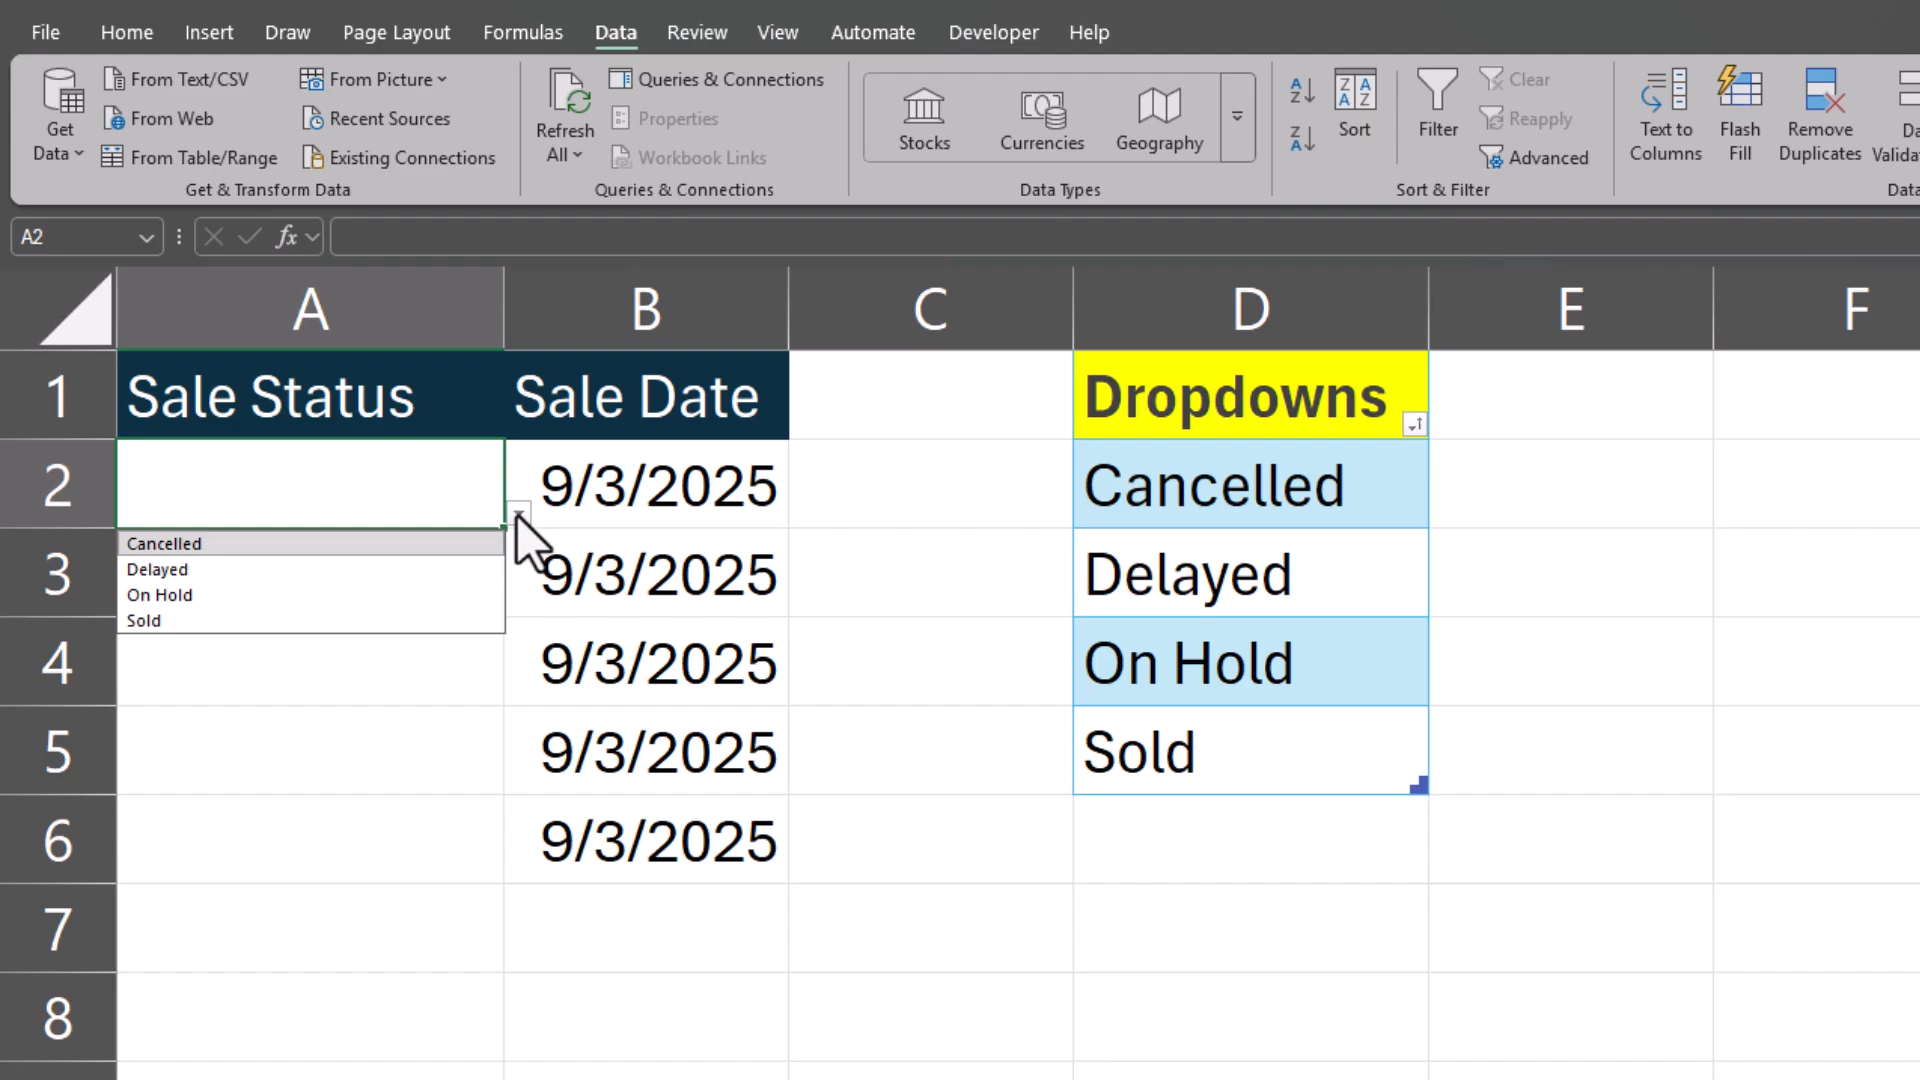 File Home Insert Draw Page Layout Formulas Data Review View Automate Developer Help
Get Data
From Text/CSV
From Web
From Table/Range
From Picture
Recent Sources
Existing Connections
Get & Transform Data
Refresh All
Queries & Connections
Properties
Workbook Links
Queries & Connections
Stocks
Currencies
Geography
Data Types
Sort
Filter
Clear
Reapply
Advanced
Sort & Filter
Text to Columns
Flash Fill
Remove Duplicates
Data
A2
fx
A B C D E F
1 Sale Status Sale Date Dropdowns
2 9/3/2025 Cancelled
Cancelled
Delayed
On Hold
Sold
3 9/3/2025 Delayed
4 9/3/2025 On Hold
5 9/3/2025 Sold
6 9/3/2025
7
8